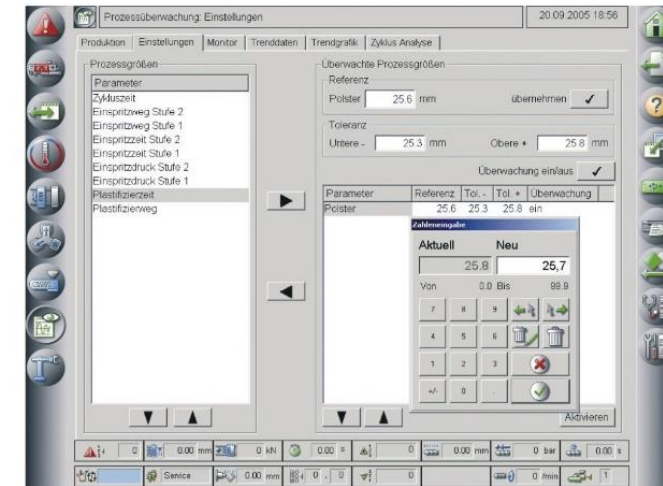 Prozessüberwachung: Einstellungen
20.09.2005 18:56
Produktion Einstellungen Monitor Trenddaten Trendgrafik Zyklus Analyse
Prozessgrößen
Parameter
Zykluszeit
Einspritzweg Stufe 2
Einspritzweg Stufe 1
Einspritzzeit Stufe 2
Einspritzzeit Stufe 1
Einspritzdruck Stufe 2
Einspritzdruck Stufe 1
Plastifizierzeit
Plastifizierweg
Überwachte Prozessgrößen
Referenz
Polster 25.6 mm übernehmen
Toleranz
Untere - 25.3 mm Obere + 25.8 mm
Überwachung ein/aus
Parameter Referenz Tol. - Tol. + Überwachung
Polster 25.6 25.3 25.8 ein
Zahleneingabe
Aktuell Neu
25.8 25,7
Von 0.0 Bis 99.9
7 8 9
4 5 6
1 2 3
+/- 0 .
Aktivieren
0 0.00 mm 0 kN 0.00 s 0 0.00 mm 0 bar 0.00 s
Service 0.00 mm 0 . 0 0 0 /min 1